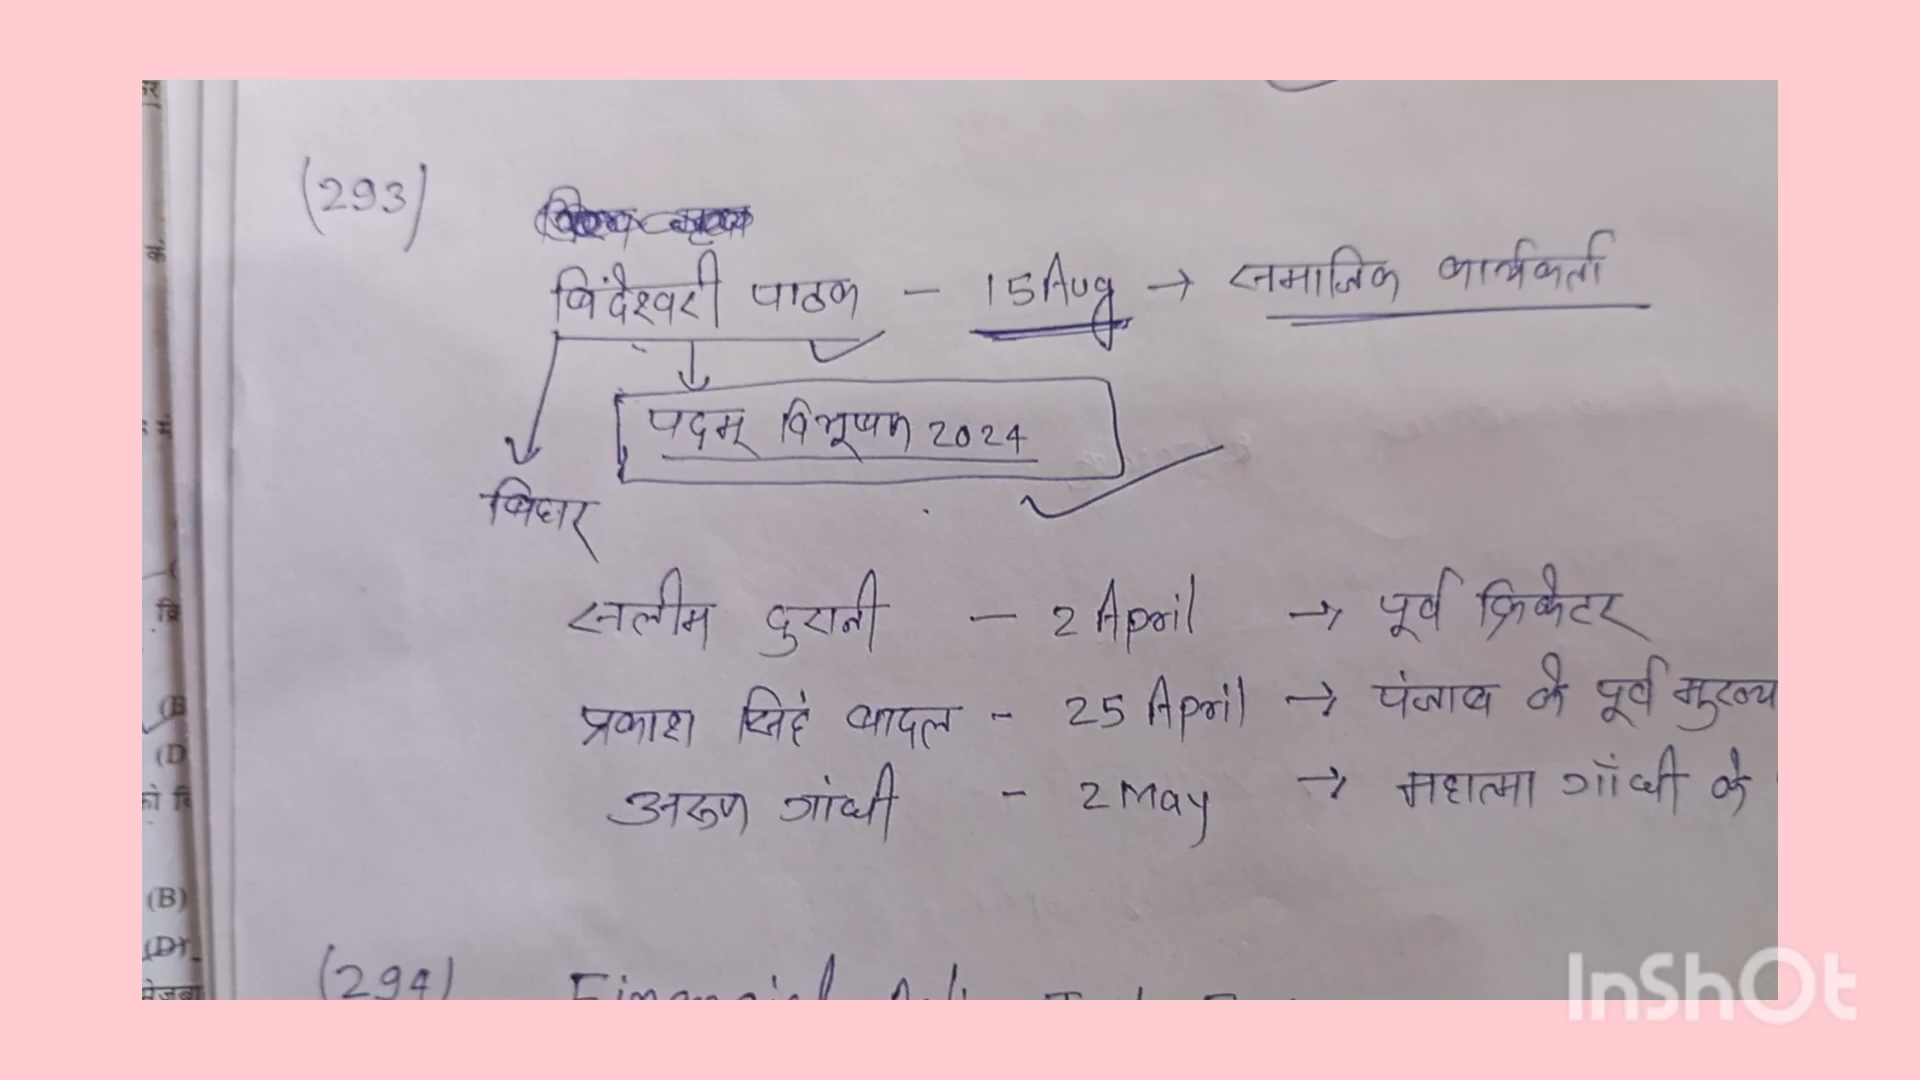 (293)
बिंदेश्वरी पाठक - 15 Aug → समाजिक कार्यकर्ता
पदम् विभूषण 2024
बिहार
सलीम दुरानी - 2 April → पूर्व क्रिकेटर
प्रकाश सिहं बादल - 25 April → पंजाब के पूर्व मुख्य
अरुण गांधी - 2 May → महात्मा गाँधी के
(294) Financial
(B)
(D
(B)
InShOt